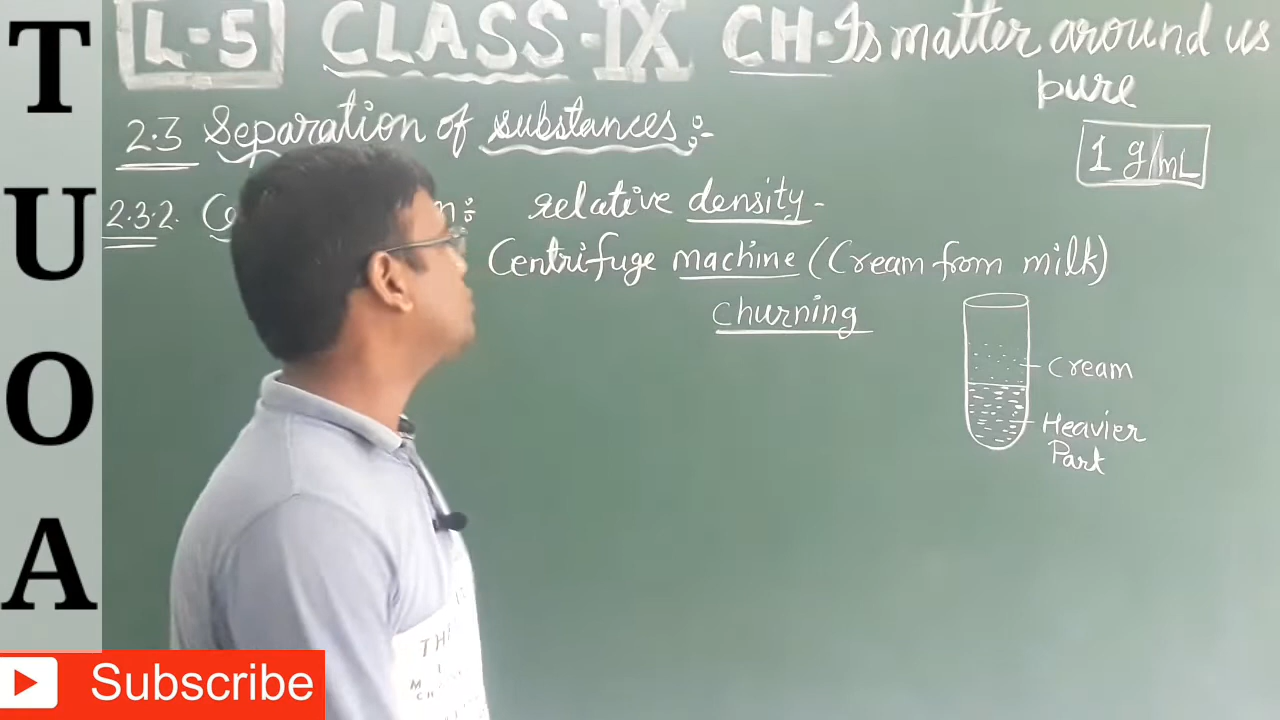 TUOA
L-5 CLASS-IX CH-Is matter around us
pure
2.3 Separation of substances:-
1 g/mL
2.3.2. relative density-
Centrifuge machine (Cream from milk)
Churning
Cream
Heavier
Part
Subscribe